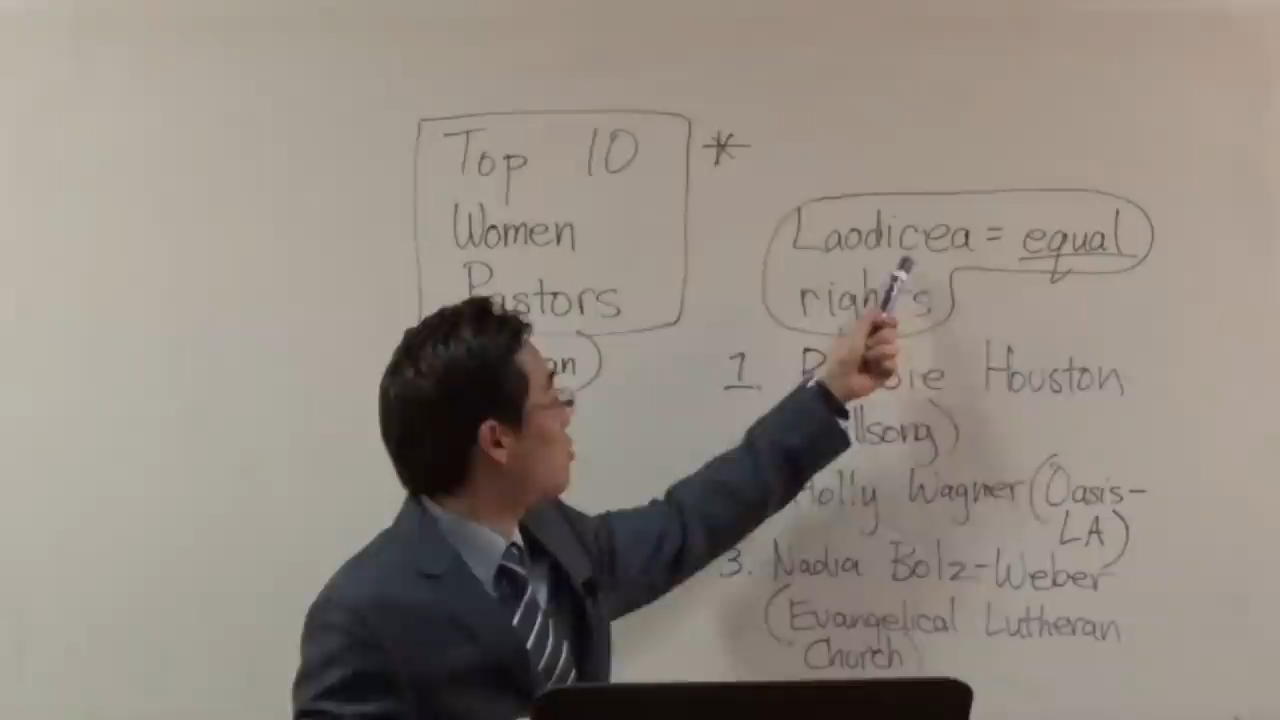 Top 10 *
Women
Pastors
Laodicea = equal
rights
1. Houston
Holly Wagner (Oasis-
LA)
3. Nadia Bolz-Weber
(Evangelical Lutheran
Church)